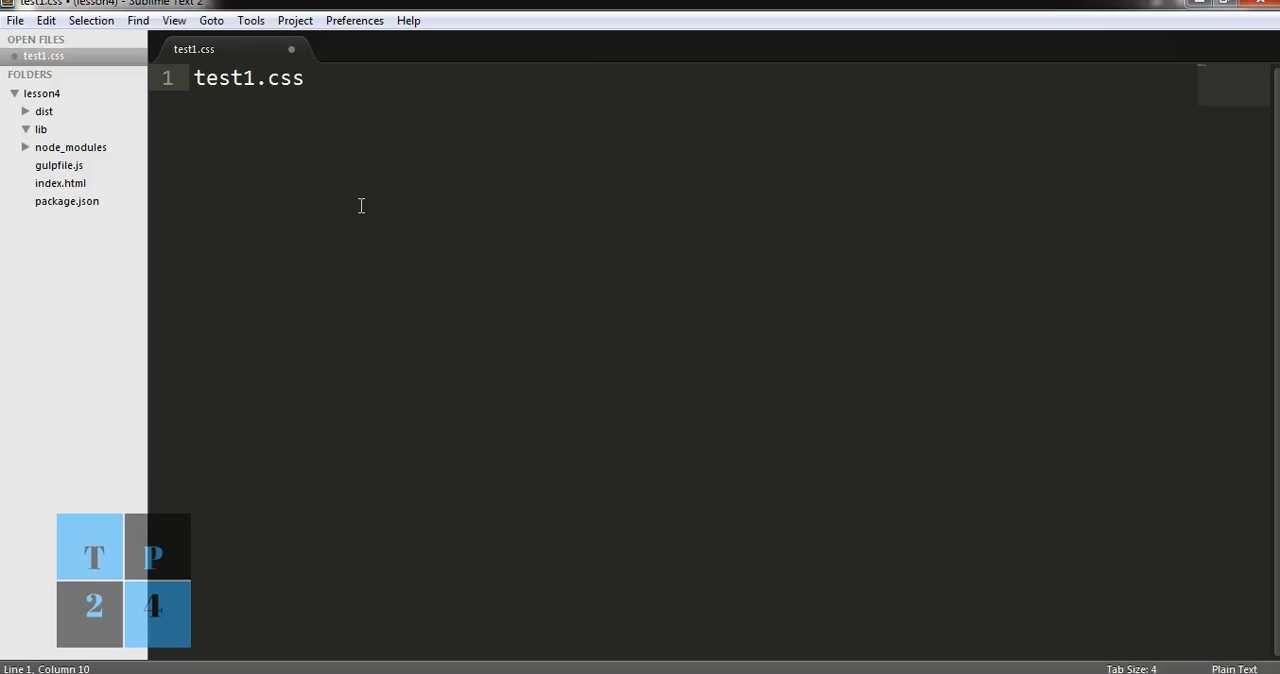 test1.css • (lesson4) - Sublime Text 2
File Edit Selection Find View Goto Tools Project Preferences Help
OPEN FILES
test1.css
FOLDERS
lesson4
dist
lib
node_modules
gulpfile.js
index.html
package.json
test1.css
1 test1.css
T P
2 4
Line 1, Column 10
Tab Size: 4
Plain Text